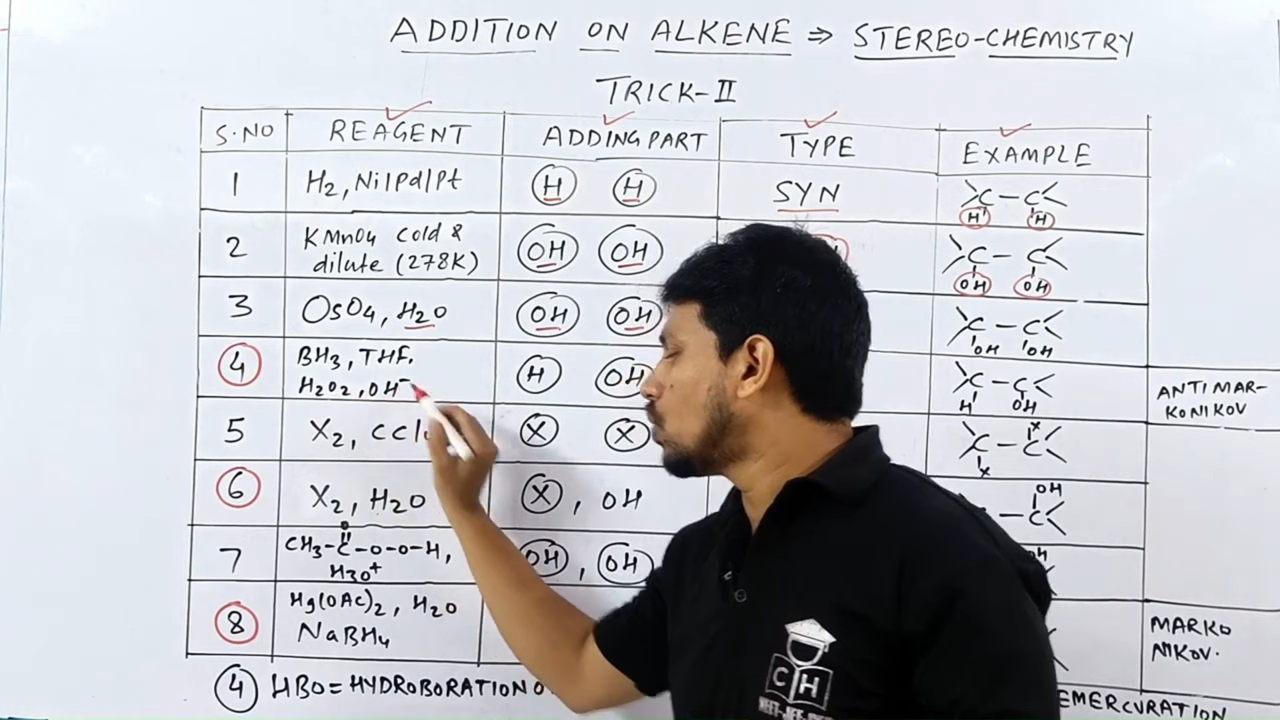 ADDITION ON ALKENE ⇒ STEREO-CHEMISTRY
TRICK-II
S.NO REAGENT ADDING PART TYPE EXAMPLE
1 H2, Ni/Pd/Pt H H SYN C-C H H
2 KMnO4 cold & dilute (278K) OH OH C-C OH OH
3 OsO4, H2O OH OH C-C OH OH
4 BH3, THF. H2O2, OH- H OH C-C H OH ANTI MAR-KONIKOV
5 X2, CCl X X C-C X X
6 X2, H2O X, OH -C OH
7 CH3-C-O-O-H, O H3O+ OH, OH OH
8 Hg(OAc)2, H2O NaBH4 MARKO NIKOV.
4 HBO = HYDROBORATION O
EMERCURATION
CH